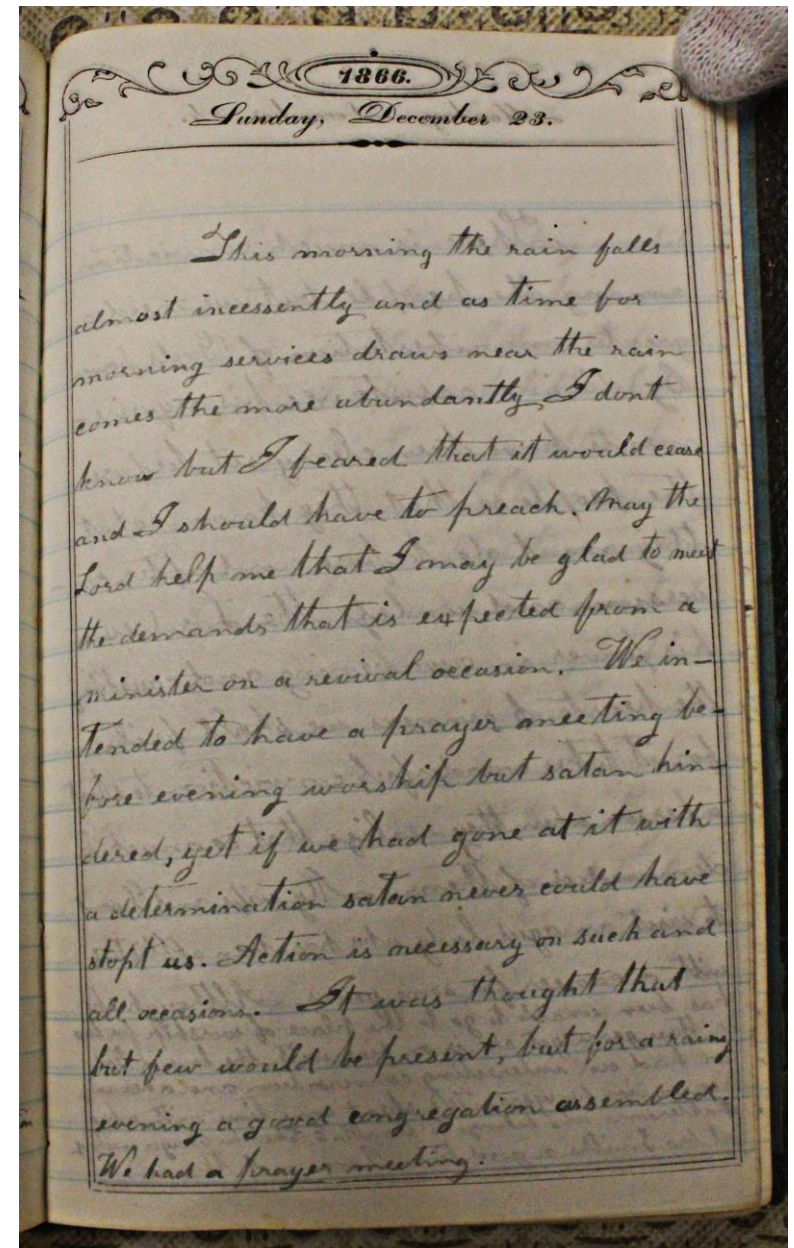 1866.
Sunday, December 23.
This morning the rain falls
almost incessently and as time for
morning services draws near the rain
comes the more abundantly, I dont
know but I feared that it would cease
and I should have to preach. May the
Lord help me that I may be glad to meet
the demands that is expected from a
minister on a revival occasion. We in-
tended to have a prayer meeting be-
fore evening worship but satan hin-
dered, yet if we had gone at it with
a determination satan never could have
stopt us. Action is necessary on such and
all occasions. It was thought that
but few would be present, but for a rainy
evening a good congregation assembled.
We had a prayer meeting.